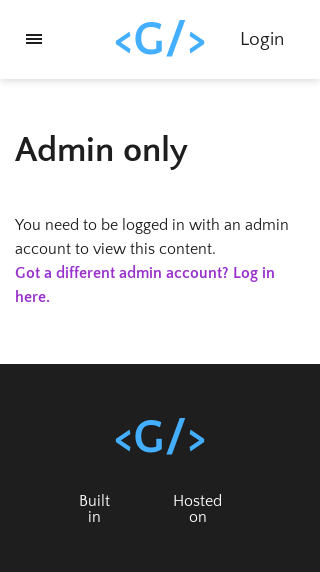 <G/>
Login
Admin only
You need to be logged in with an admin
account to view this content.
Got a different admin account? Log in
here.
<G/>
Built
in
Hosted
on